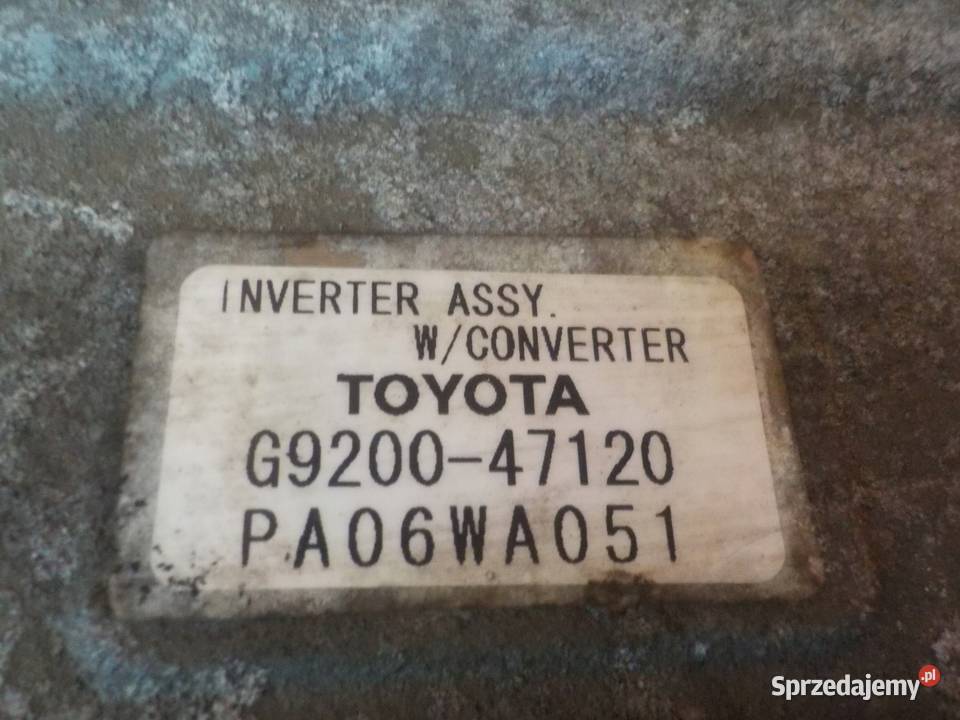 INVERTER ASSY.
W/CONVERTER
TOYOTA
G9200-47120
PA06WA051
Sprzedajemy.pl